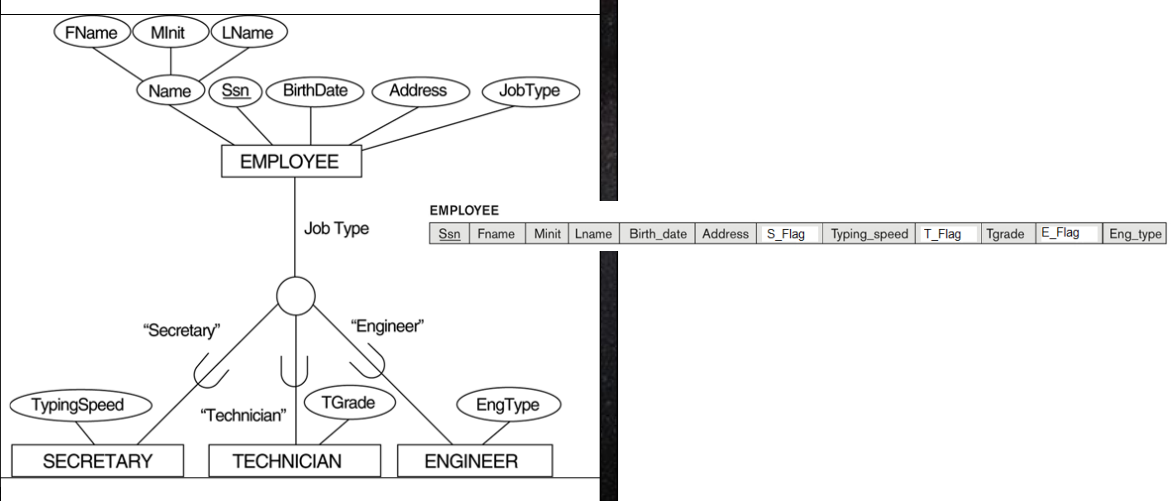 FName MInit LName
Name Ssn BirthDate Address JobType
EMPLOYEE
Job Type
"Secretary" "Engineer"
"Technician"
TypingSpeed TGrade EngType
SECRETARY TECHNICIAN ENGINEER
EMPLOYEE
Ssn Fname Minit Lname Birth_date Address S_Flag Typing_speed T_Flag Tgrade E_Flag Eng_type